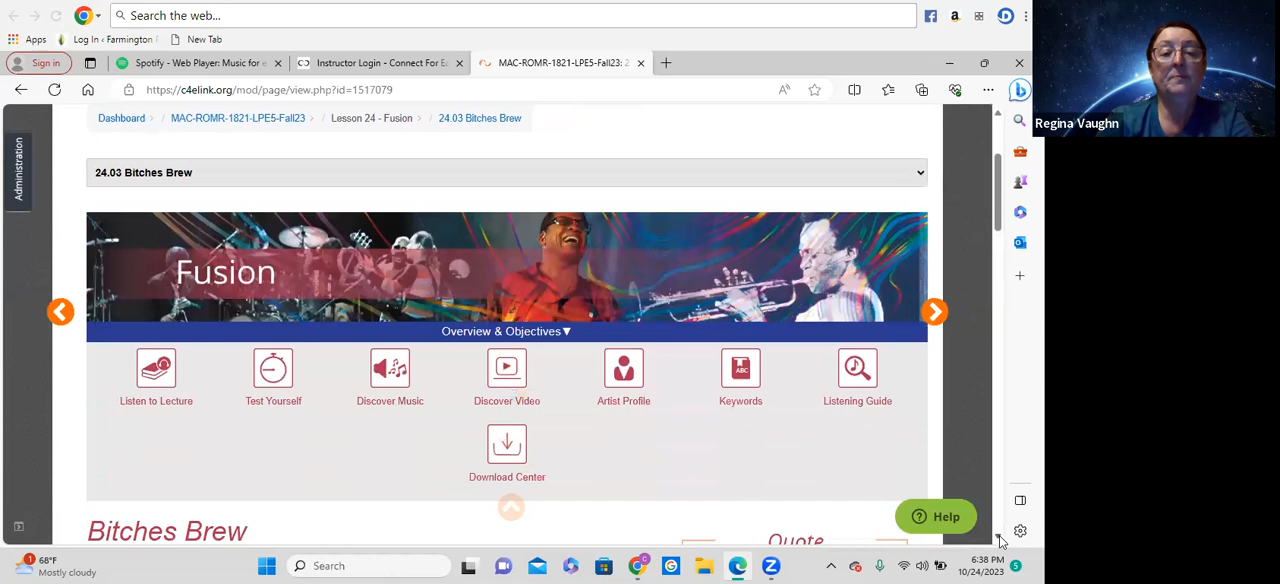 Search the web...
Apps
Log In ‹ Farmington
New Tab
Sign in
Spotify - Web Player: Music for e
Instructor Login - Connect For Ed
MAC-ROMR-1821-LPE5-Fall23: 2
https://c4elink.org/mod/page/view.php?id=1517079
Regina Vaughn
Administration
Dashboard
MAC-ROMR-1821-LPE5-Fall23
Lesson 24 - Fusion
24.03 Bitches Brew
24.03 Bitches Brew
Fusion
Overview & Objectives▼
Listen to Lecture
Test Yourself
Discover Music
Discover Video
Artist Profile
ABC
Keywords
Listening Guide
Download Center
Help
Bitches Brew
Quote
68°F
Mostly cloudy
Search
6:38 PM
10/24/2023
5